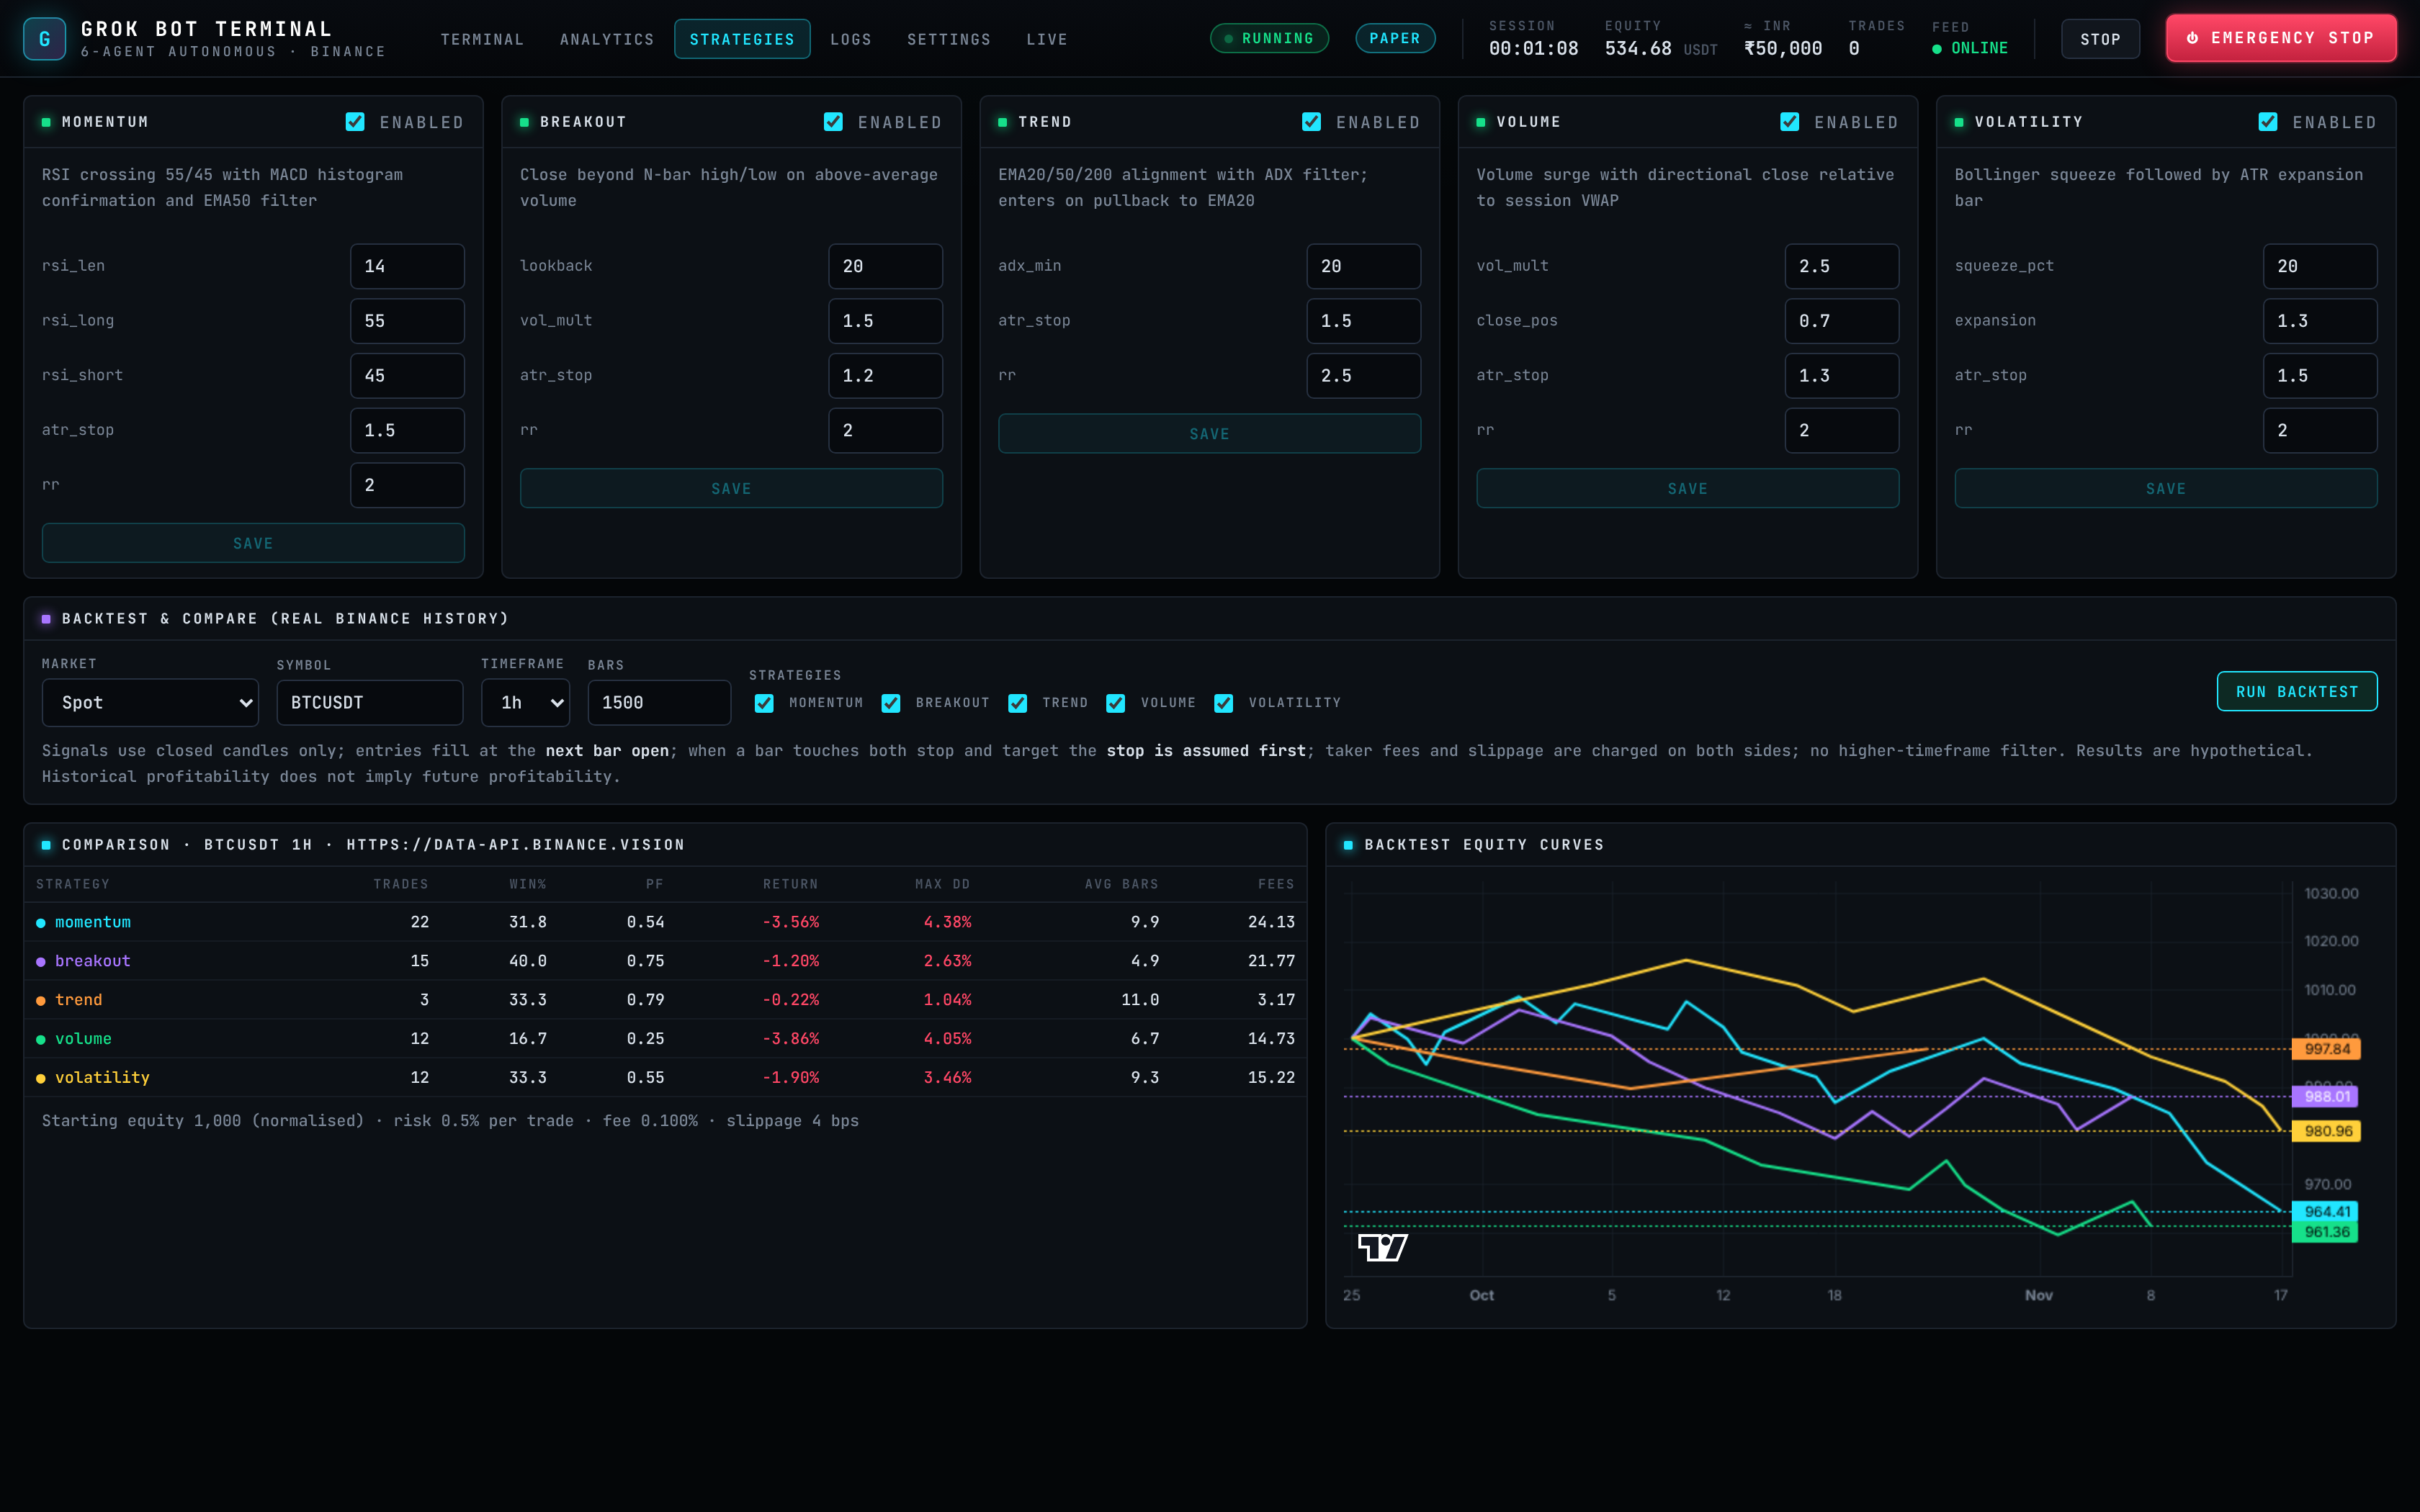 G
GROK BOT TERMINAL
6-AGENT AUTONOMOUS · BINANCE
TERMINAL ANALYTICS STRATEGIES LOGS SETTINGS LIVE
RUNNING PAPER
SESSION 00:01:08
EQUITY 534.68 USDT
≈ INR ₹50,000
TRADES 0
FEED ONLINE
STOP
EMERGENCY STOP
MOMENTUM ENABLED
RSI crossing 55/45 with MACD histogram
confirmation and EMA50 filter
rsi_len 14
rsi_long 55
rsi_short 45
atr_stop 1.5
rr 2
SAVE
BREAKOUT ENABLED
Close beyond N-bar high/low on above-average
volume
lookback 20
vol_mult 1.5
atr_stop 1.2
rr 2
SAVE
TREND ENABLED
EMA20/50/200 alignment with ADX filter;
enters on pullback to EMA20
adx_min 20
atr_stop 1.5
rr 2.5
SAVE
VOLUME ENABLED
Volume surge with directional close relative
to session VWAP
vol_mult 2.5
close_pos 0.7
atr_stop 1.3
rr 2
SAVE
VOLATILITY ENABLED
Bollinger squeeze followed by ATR expansion
bar
squeeze_pct 20
expansion 1.3
atr_stop 1.5
rr 2
SAVE
BACKTEST & COMPARE (REAL BINANCE HISTORY)
MARKET SYMBOL TIMEFRAME BARS STRATEGIES
Spot BTCUSDT 1h 1500 MOMENTUM BREAKOUT TREND VOLUME VOLATILITY
RUN BACKTEST
Signals use closed candles only; entries fill at the next bar open; when a bar touches both stop and target the stop is assumed first; taker fees and slippage are charged on both sides; no higher-timeframe filter. Results are hypothetical.
Historical profitability does not imply future profitability.
COMPARISON · BTCUSDT 1H · HTTPS://DATA-API.BINANCE.VISION
STRATEGY TRADES WIN% PF RETURN MAX DD AVG BARS FEES
momentum 22 31.8 0.54 -3.56% 4.38% 9.9 24.13
breakout 15 40.0 0.75 -1.20% 2.63% 4.9 21.77
trend 3 33.3 0.79 -0.22% 1.04% 11.0 3.17
volume 12 16.7 0.25 -3.86% 4.05% 6.7 14.73
volatility 12 33.3 0.55 -1.90% 3.46% 9.3 15.22
Starting equity 1,000 (normalised) · risk 0.5% per trade · fee 0.100% · slippage 4 bps
BACKTEST EQUITY CURVES
1030.00
1020.00
1010.00
997.84
988.01
980.96
970.00
964.41
961.36
25 Oct 5 12 18 Nov 8 17